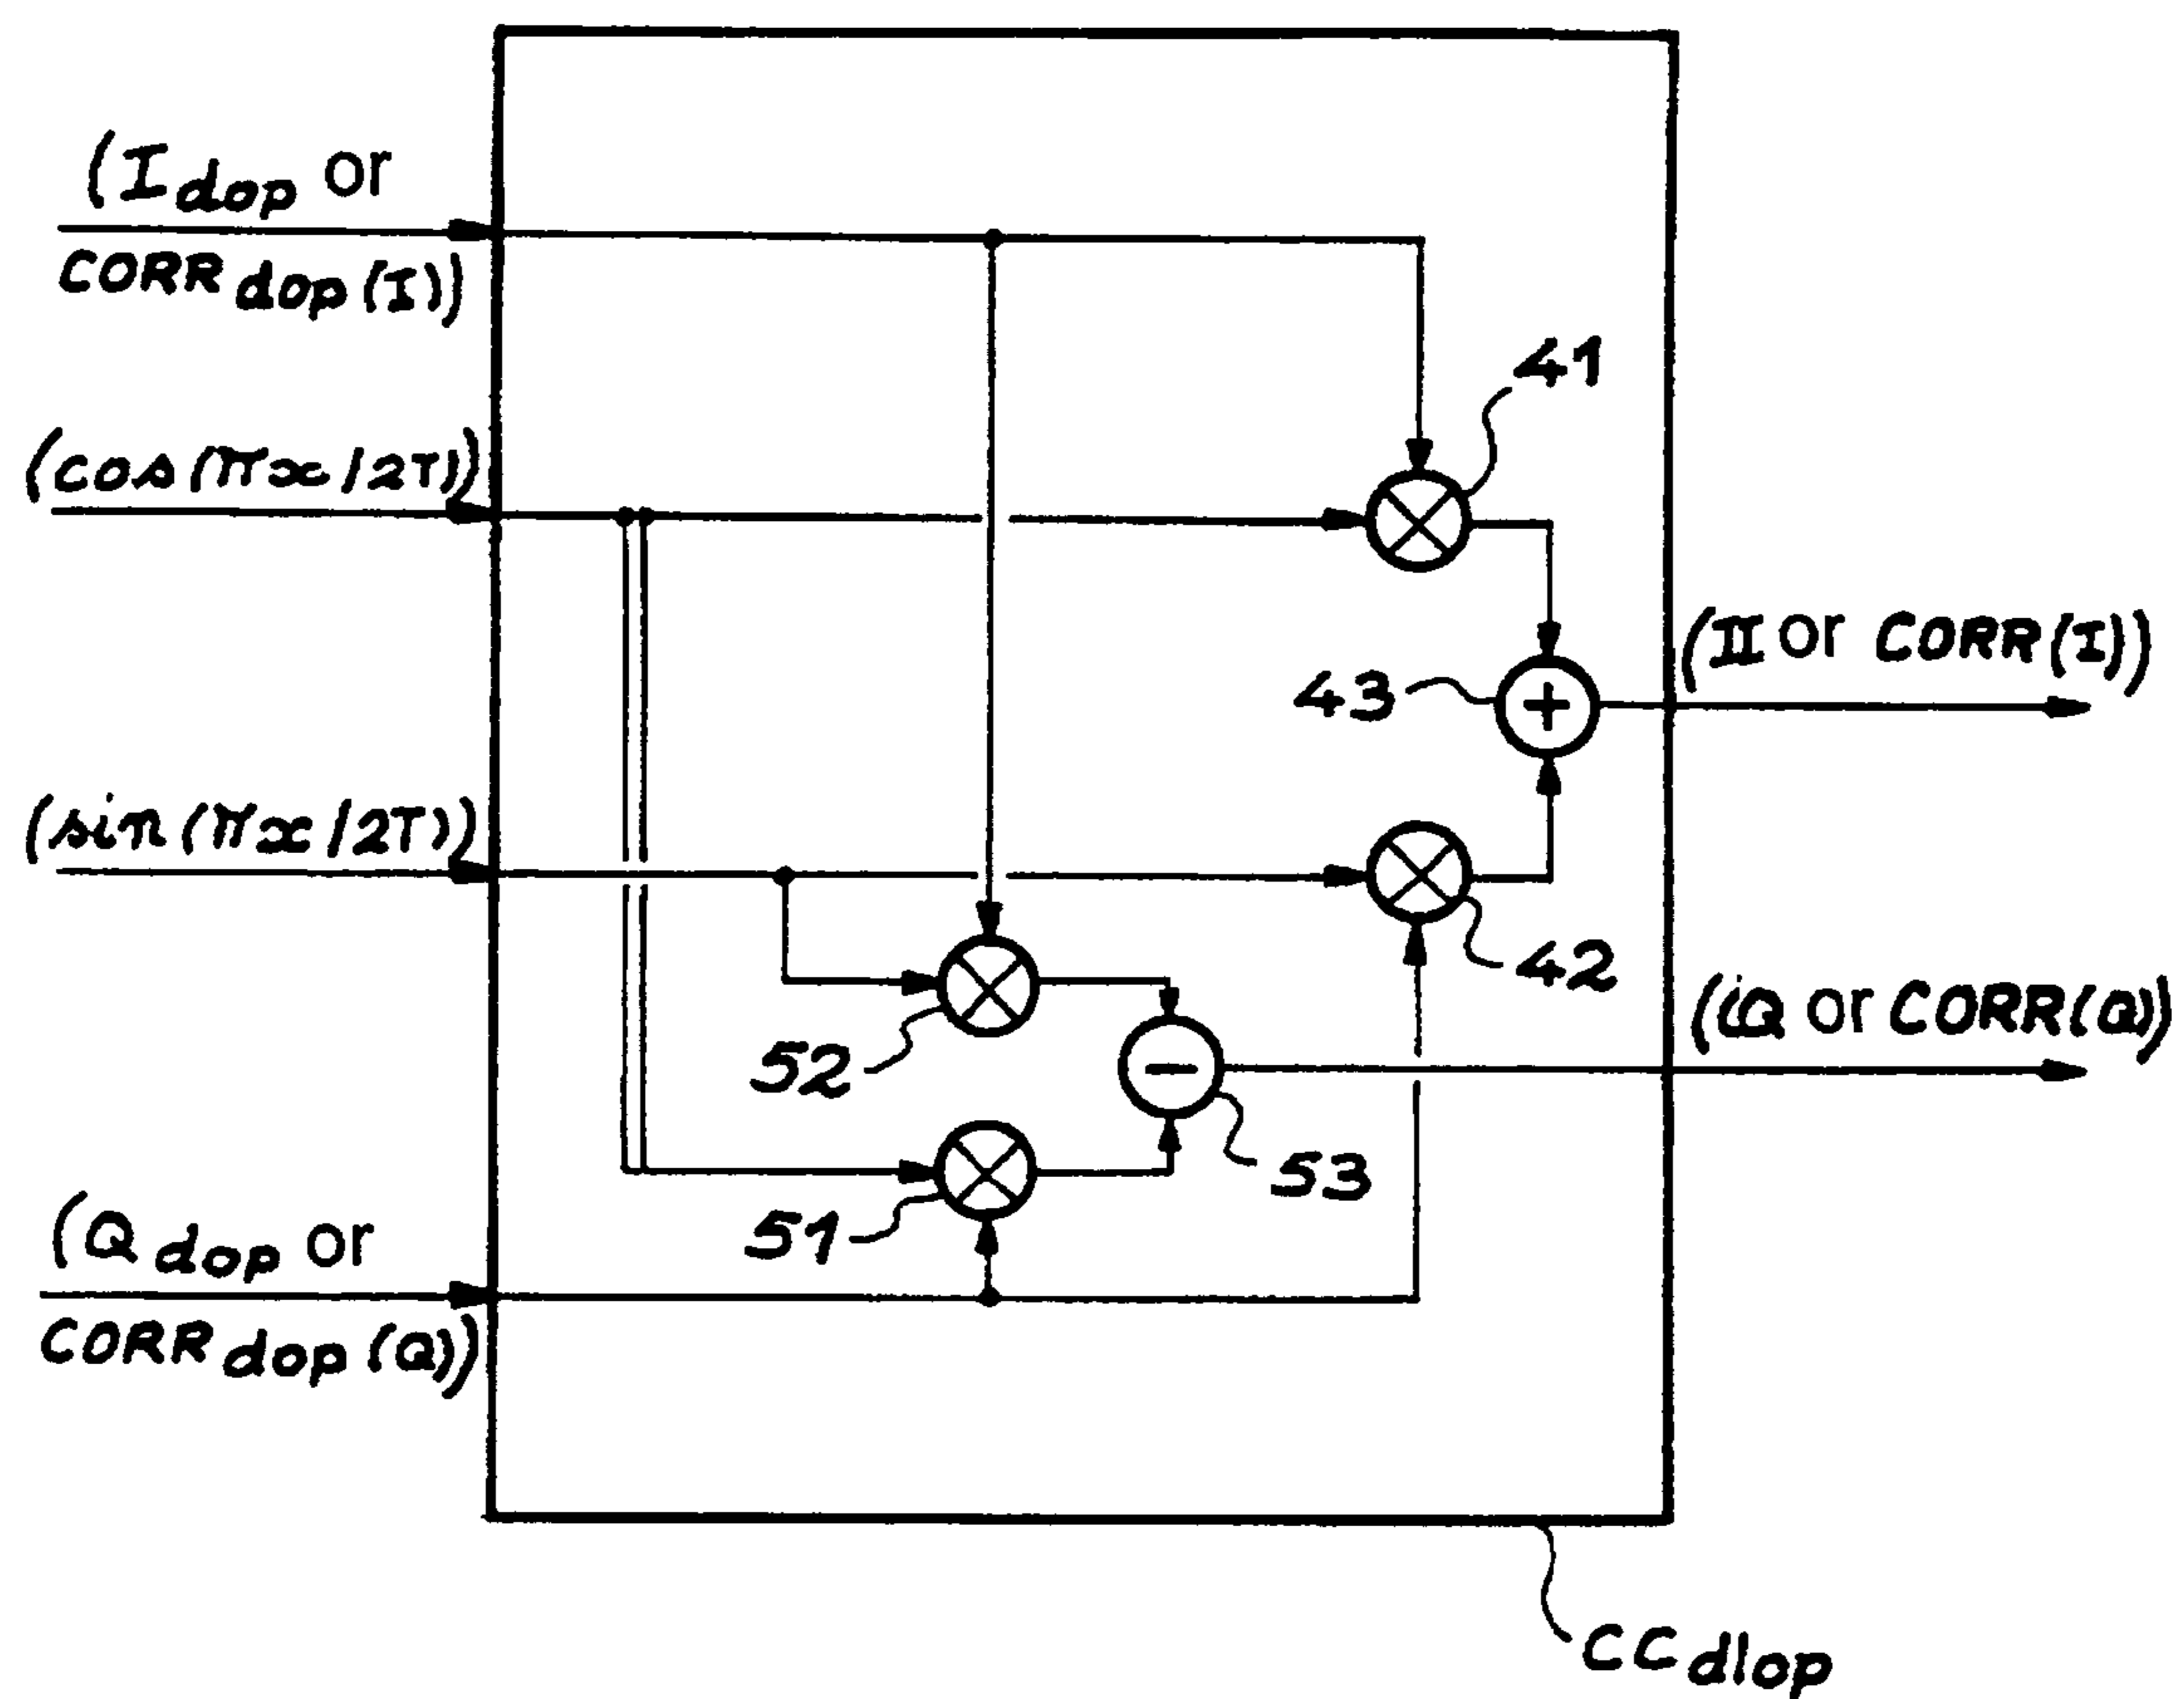 (Idop or
CORRdop(I))
(cos(πx/2T))
(sin(πx/2T))
(Qdop or
CORRdop(Q))
41
43
42
52
51
53
(II or CORR(I))
(iQ or CORR(Q))
CCdlop